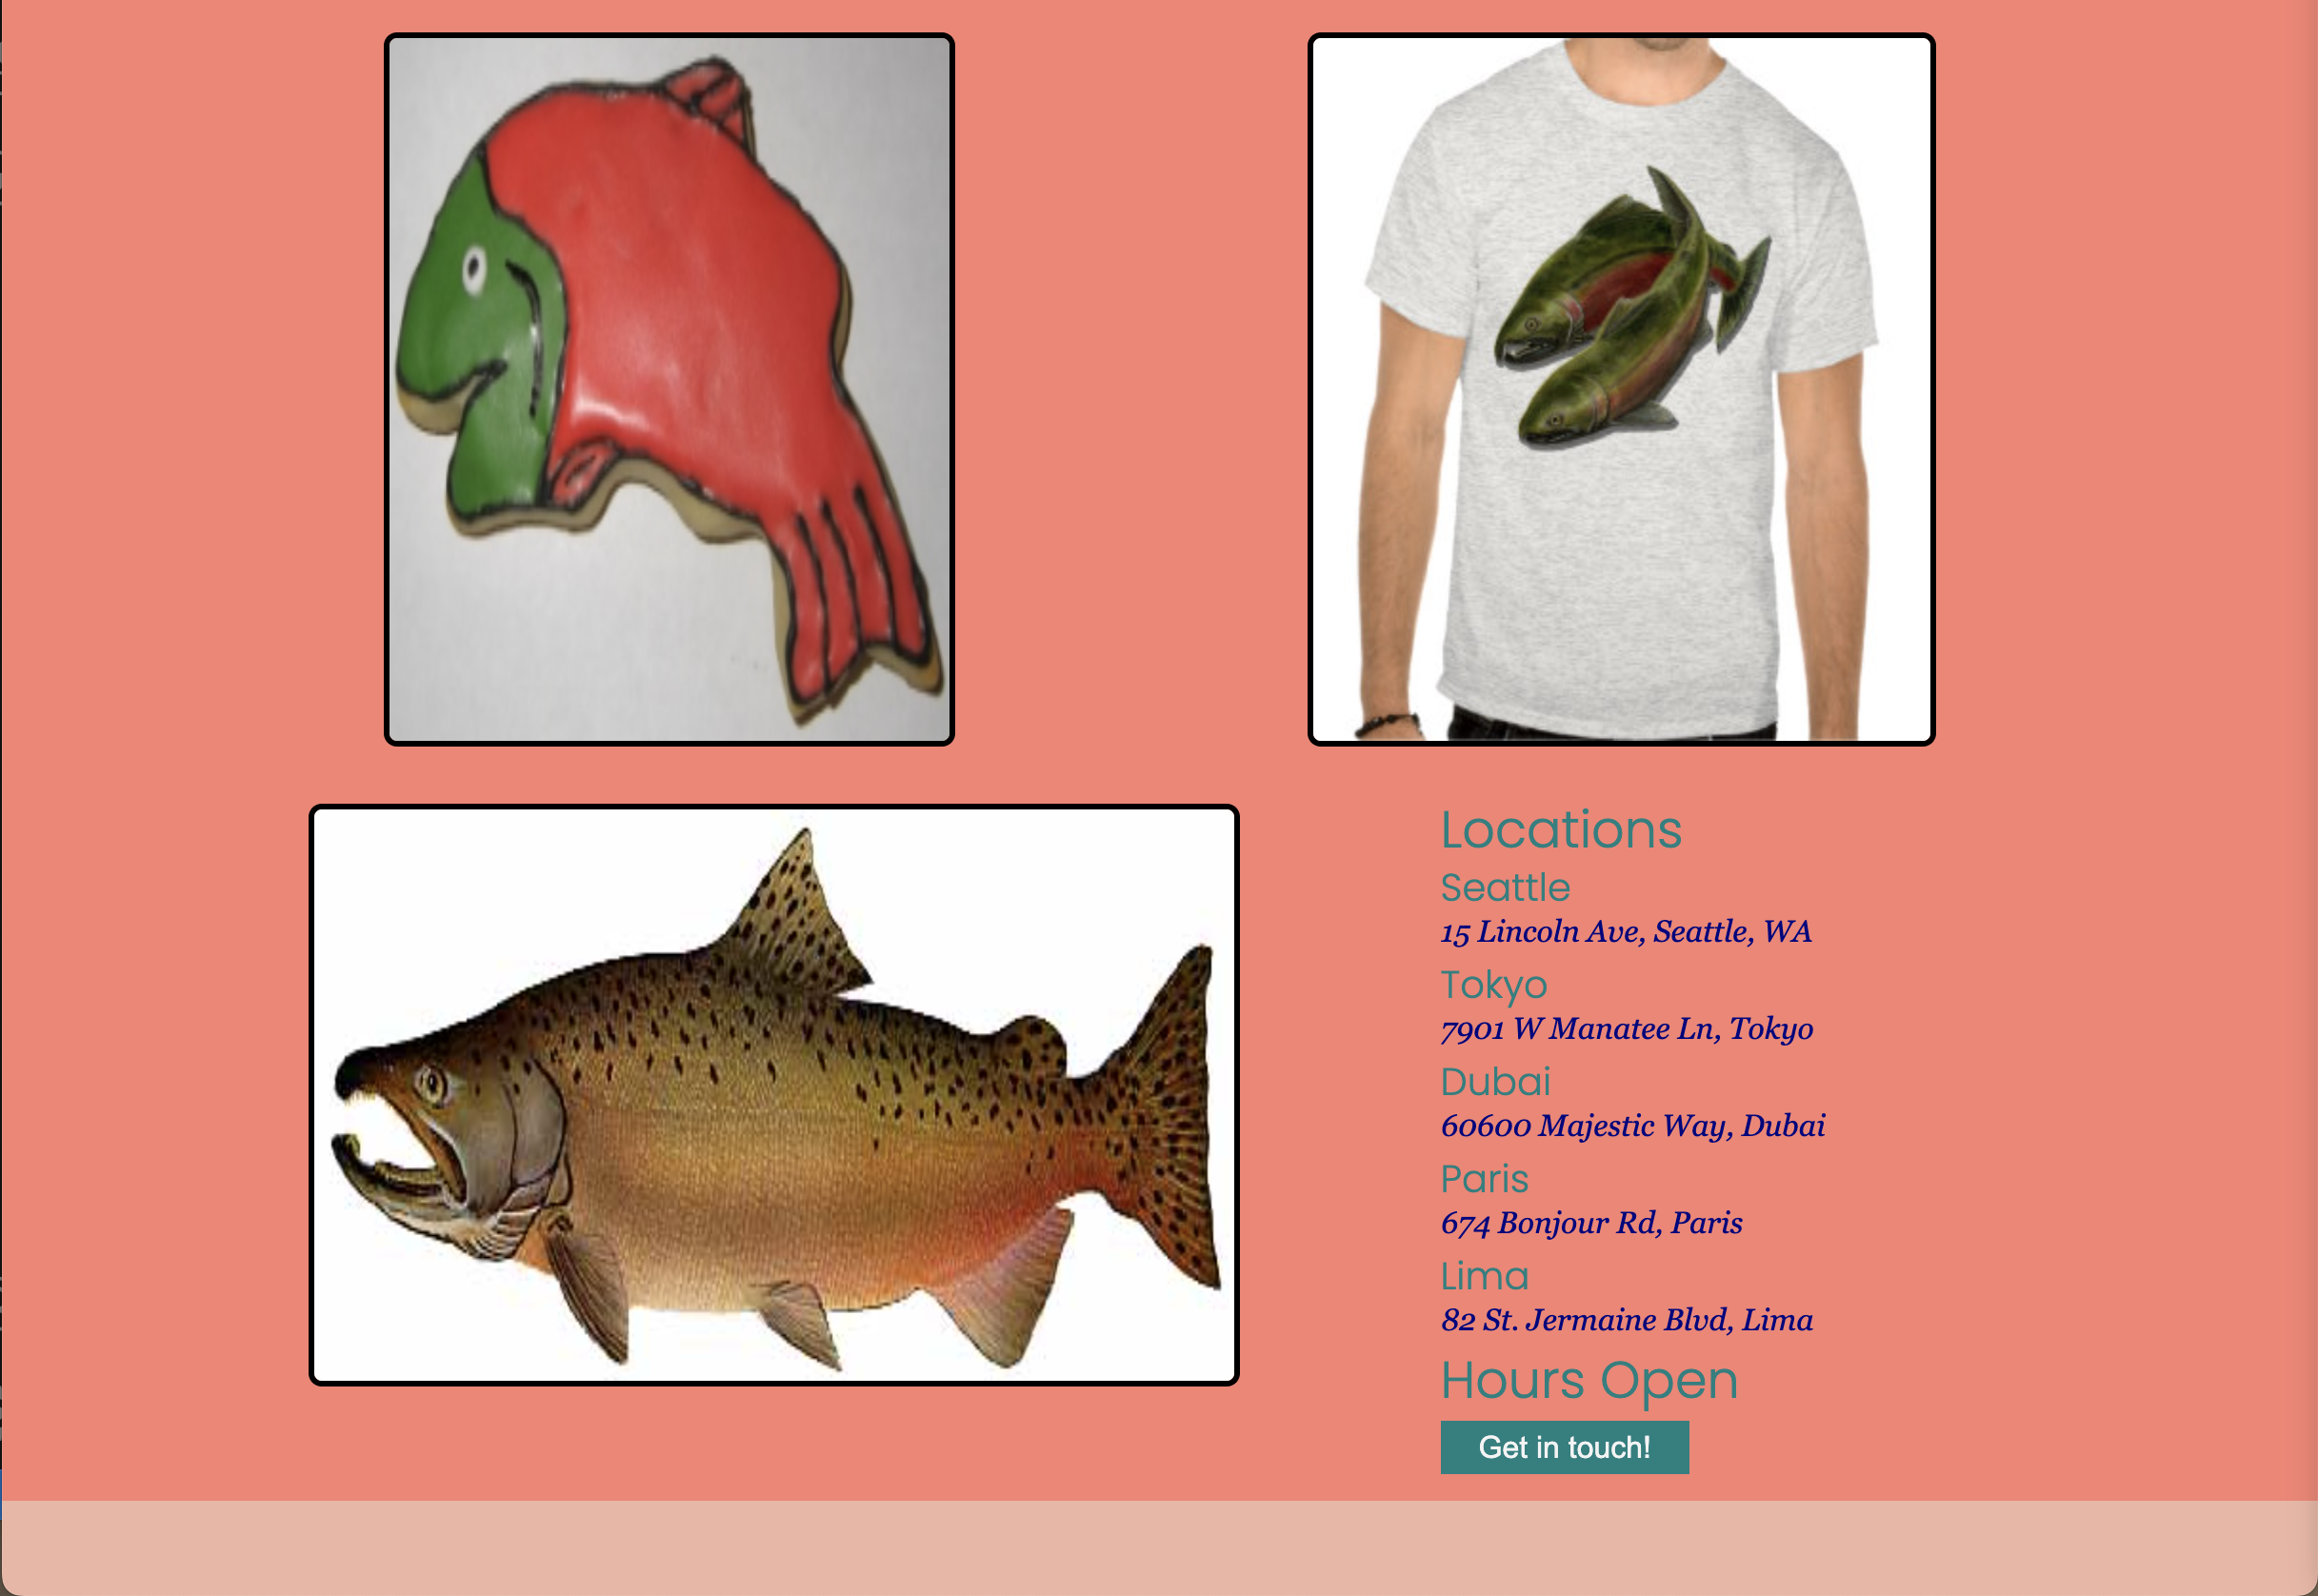 Locations
Seattle
15 Lincoln Ave, Seattle, WA
Tokyo
7901 W Manatee Ln, Tokyo
Dubai
60600 Majestic Way, Dubai
Paris
674 Bonjour Rd, Paris
Lima
82 St. Jermaine Blvd, Lima
Hours Open
Get in touch!